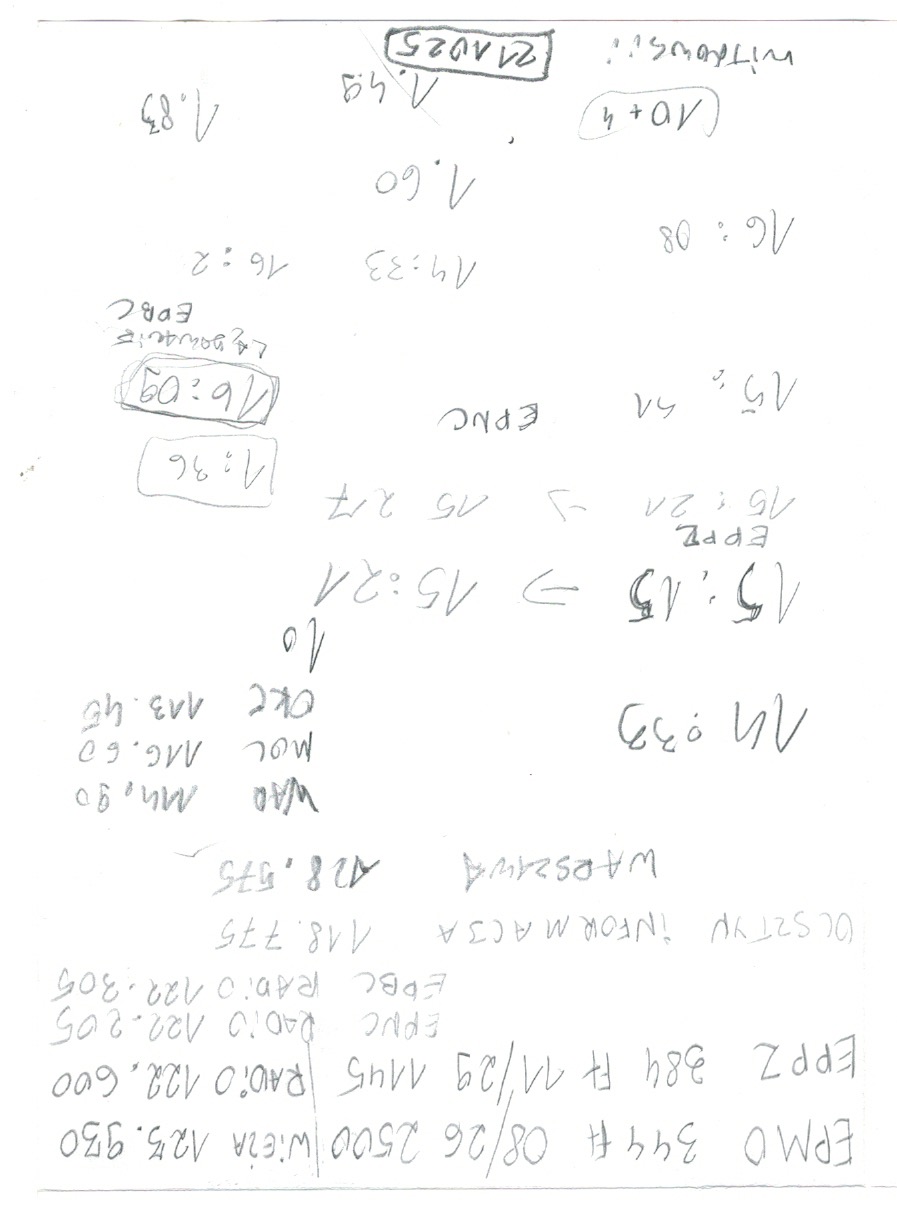 EPMO 344 Ft 08/26 2500 WIEŻA 123.930
EPPZ 384 Ft 11/29 1145 RADIO 122.600
EPNC RADIO 122.205
EPBC RADIO 122.305
OLSZTYN INFORMACJA 118.775
WARSZAWA 128.575
WAR 114,90
MOL 116.60
OKE 113.45
14:33
10
15:15 → 15:21
EPPZ
15:21 → 15 27
1:36
15: 51 EPNC
16:09
LĄDOWANIE
EPBC
14:33 16:2
16: 08
1.60
10+4
1.83
1.49
211025